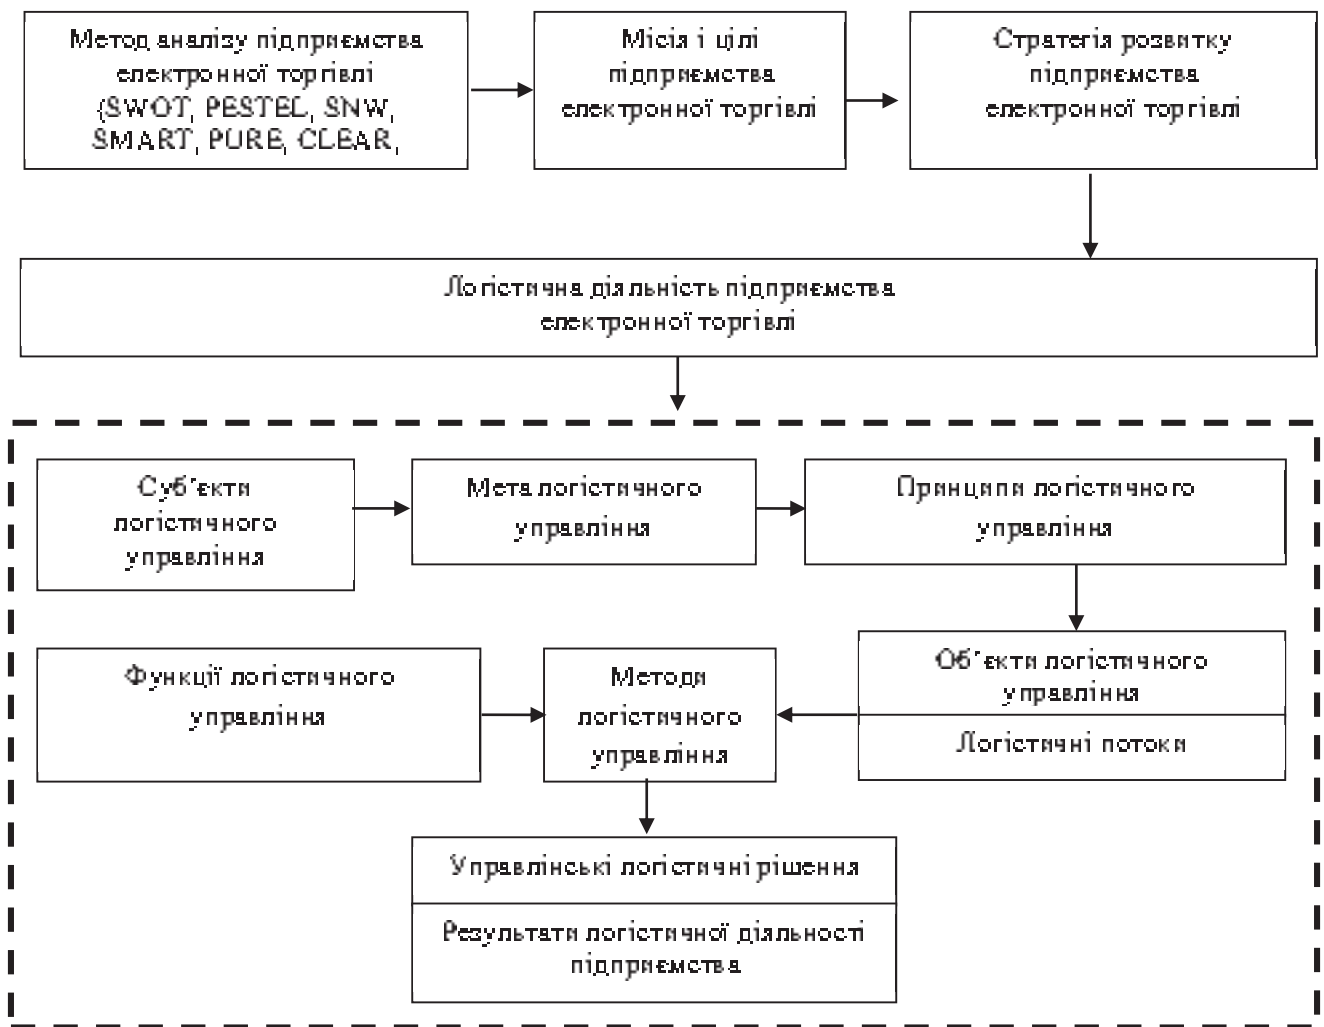 Метод аналізу підприємства
електронної торгівлі
(SWOT, PESTEL, SNW,
SMART, PURE, CLEAR,
Місія і цілі
підприємства
електронної торгівлі
Стратегія розвитку
підприємства
електронної торгівлі
Логістична діяльність підприємства
електронної торгівлі
Суб'єкти
логістичного
управління
Мета логістичного
управління
Принципи логістичного
управління
Функції логістичного
управління
Методи
логістичного
управління
Об'єкти логістичного
управління
Логістичні потоки
Управлінські логістичні рішення
Результати логістичної діяльності
підприємства